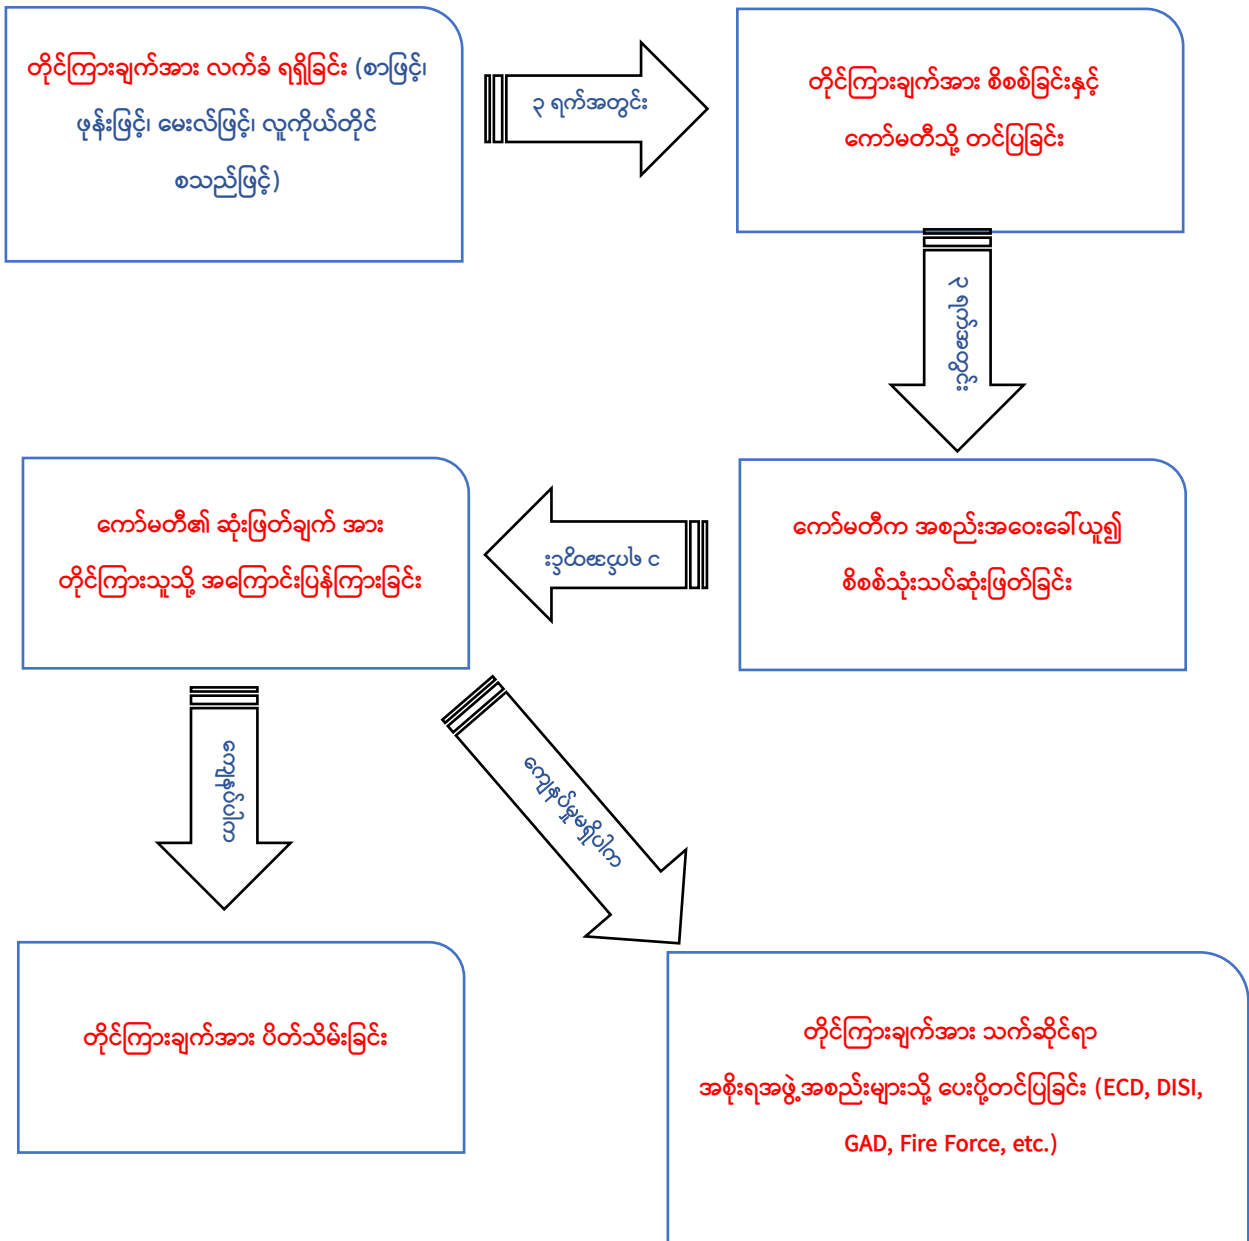 တိုင်ကြားချက်အား လက်ခံ ရရှိခြင်း (စာဖြင့်၊
ဖုန်းဖြင့်၊ မေးလ်ဖြင့်၊ လူကိုယ်တိုင်
စသည်ဖြင့်)
၃ ရက်အတွင်း
တိုင်ကြားချက်အား စိစစ်ခြင်းနှင့်
ကော်မတီသို့ တင်ပြခြင်း
၇ ရက်အတွင်း
ကော်မတီက အစည်းအဝေးခေါ်ယူ၍
စိစစ်သုံးသပ်ဆုံးဖြတ်ခြင်း
၃ ရက်အတွင်း
ကော်မတီ၏ ဆုံးဖြတ်ချက် အား
တိုင်ကြားသူသို့ အကြောင်းပြန်ကြားခြင်း
ကျေနပ်ပါက
ကျေနပ်မှုမရှိပါက
တိုင်ကြားချက်အား ပိတ်သိမ်းခြင်း
တိုင်ကြားချက်အား သက်ဆိုင်ရာ
အစိုးရအဖွဲ့အစည်းများသို့ ပေးပို့တင်ပြခြင်း (ECD, DISI,
GAD, Fire Force, etc.)